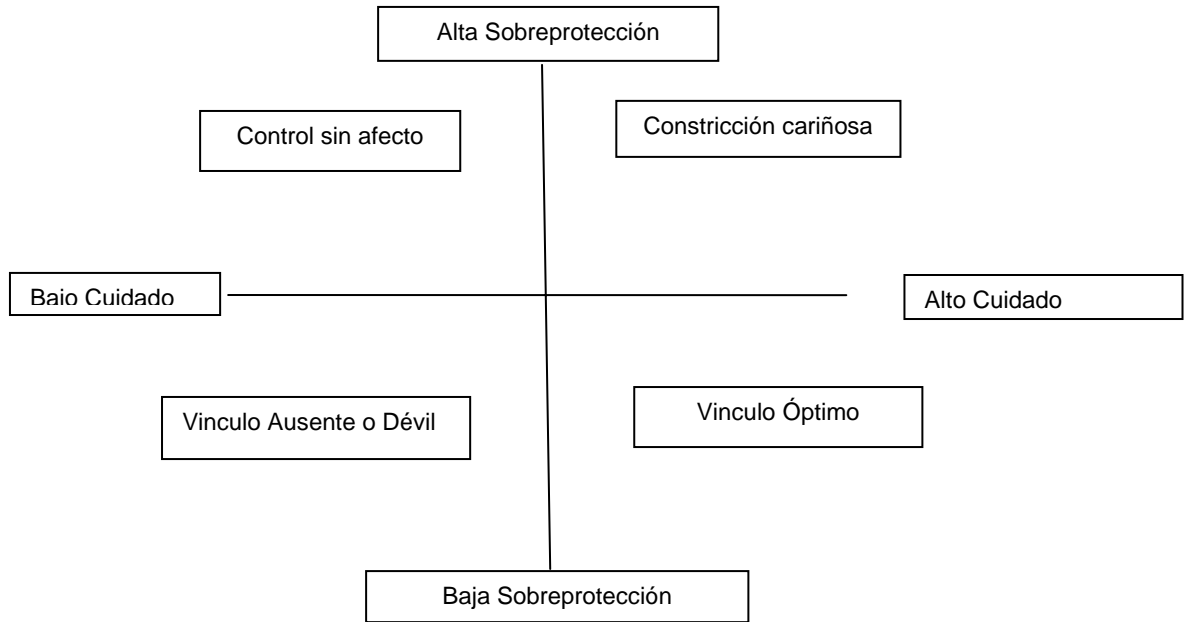 Alta Sobreprotección
Constricción cariñosa
Control sin afecto
Bajo Cuidado
Alto Cuidado
Vinculo Ausente o Dévil
Vinculo Óptimo
Baja Sobreprotección